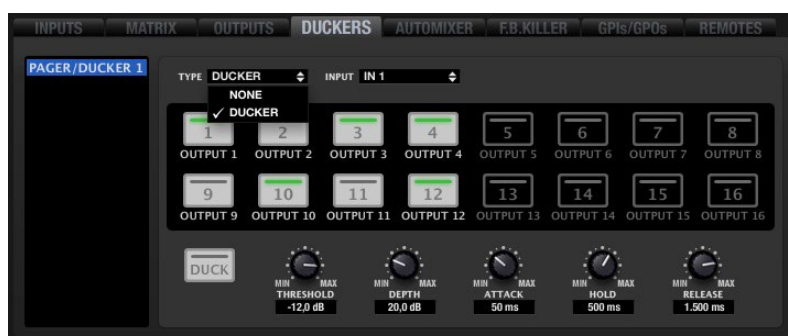 INPUTS MATRIX OUTPUTS DUCKERS AUTOMIXER F.B.KILLER GPIs/GPOs REMOTES
PAGER/DUCKER 1
TYPE DUCKER INPUT IN 1
NONE
✓ DUCKER
1 2 3 4 5 6 7 8
OUTPUT 1 OUTPUT 2 OUTPUT 3 OUTPUT 4 OUTPUT 5 OUTPUT 6 OUTPUT 7 OUTPUT 8
9 10 11 12 13 14 15 16
OUTPUT 9 OUTPUT 10 OUTPUT 11 OUTPUT 12 OUTPUT 13 OUTPUT 14 OUTPUT 15 OUTPUT 16
DUCK
MIN MAX MIN MAX MIN MAX MIN MAX MIN MAX
THRESHOLD DEPTH ATTACK HOLD RELEASE
-12,0 dB 20,0 dB 50 ms 500 ms 1.500 ms